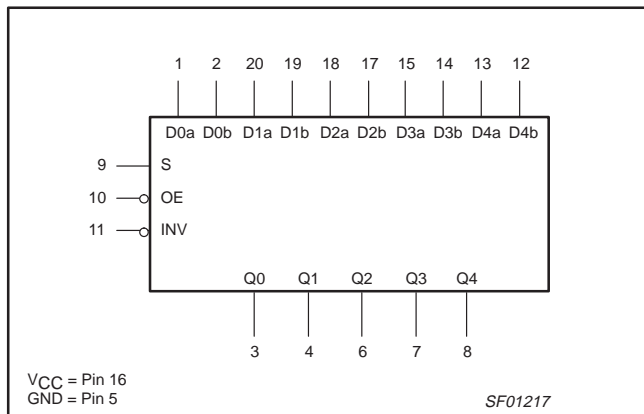 1 2 20 19 18 17 15 14 13 12
D0a D0b D1a D1b D2a D2b D3a D3b D4a D4b
9 S
10 OE
11 INV
Q0 Q1 Q2 Q3 Q4
3 4 6 7 8
VCC = Pin 16
GND = Pin 5
SF01217